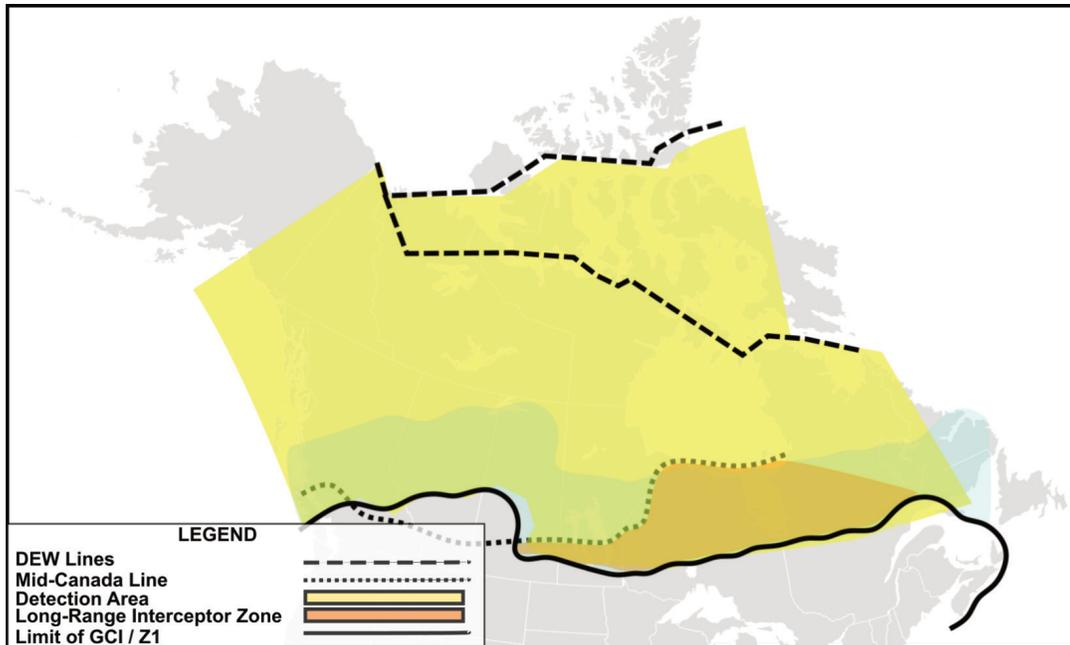 LEGEND
DEW Lines
Mid-Canada Line
Detection Area
Long-Range Interceptor Zone
Limit of GCI / Z1